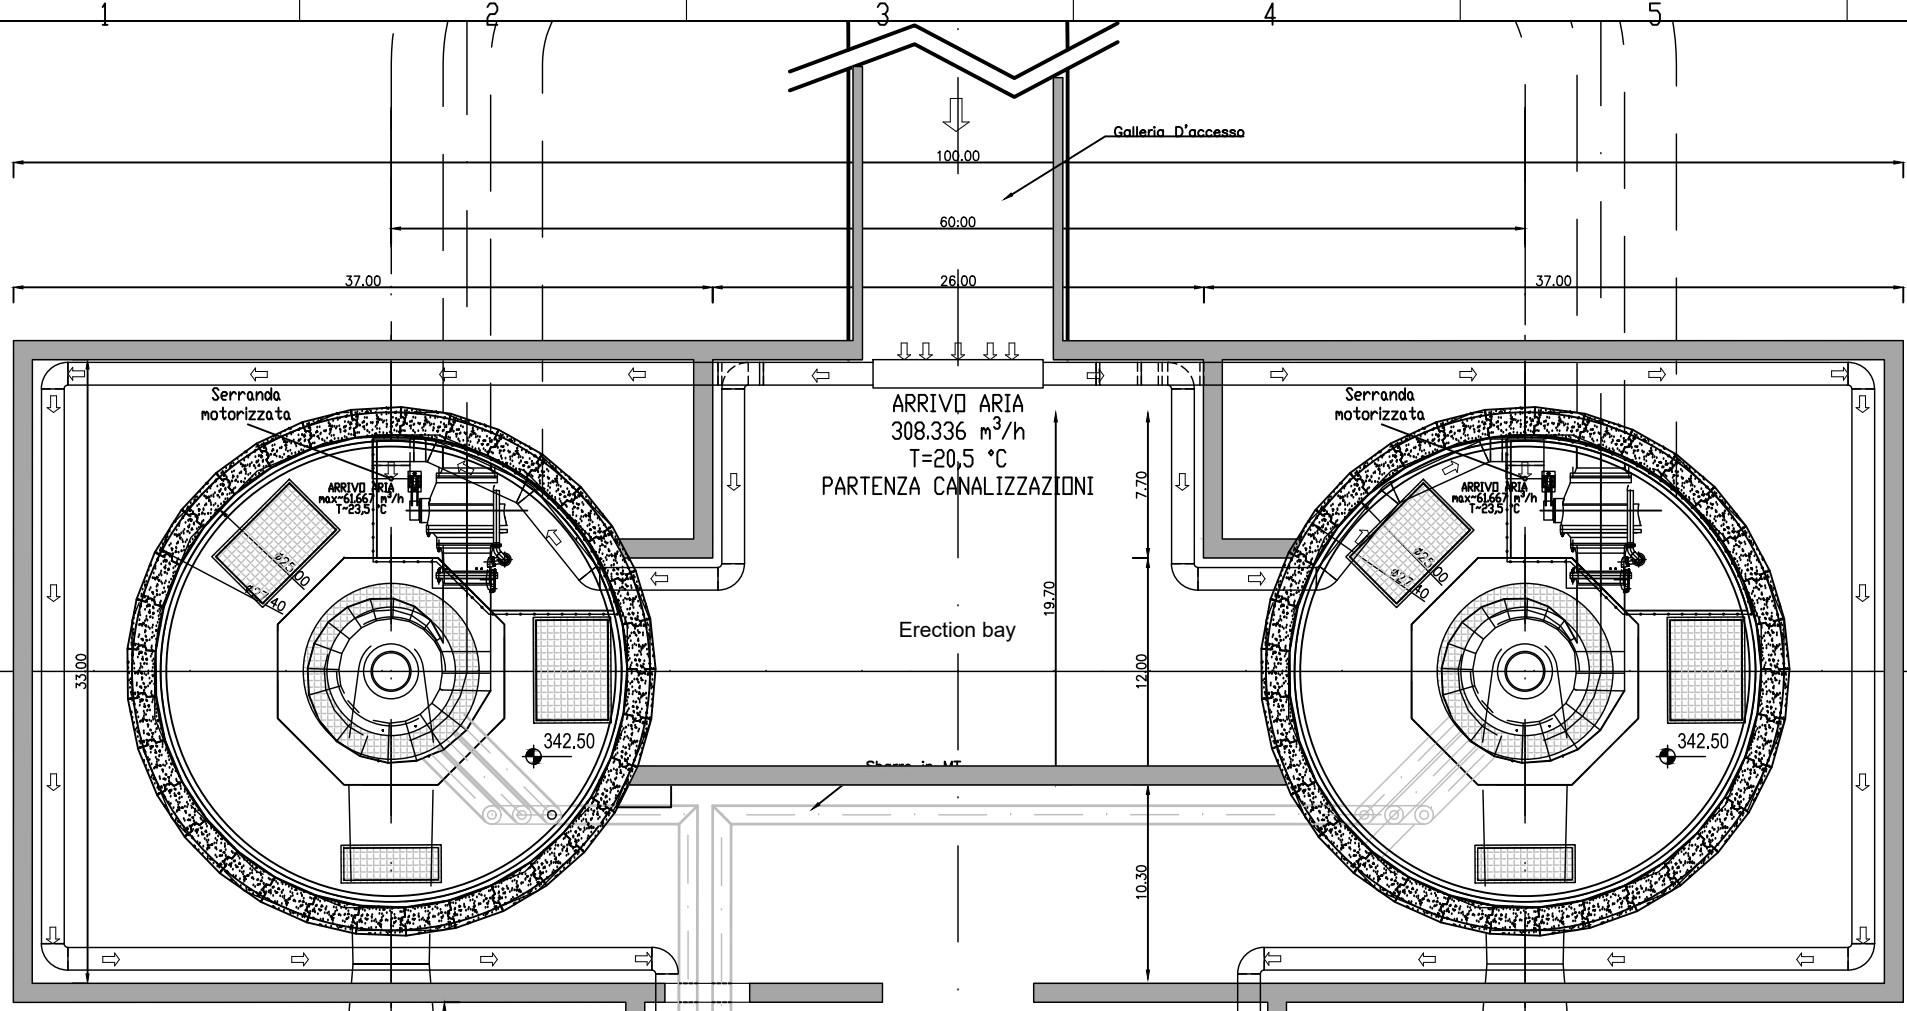 1 2 3 4 5
Galleria D'accesso
100.00
60.00
37.00 26.00 37.00
Serranda
motorizzata
Serranda
motorizzata
ARRIVO ARIA
308.336 m³/h
T=20,5 °C
PARTENZA CANALIZZAZIONI
ARRIVO ARIA
max~61.667 m³/h
T~23,5 °C
ARRIVO ARIA
max~61.667 m³/h
T~23,5 °C
7.70
ø25.00
ø27.40
ø25.00
ø27.40
19.70
Erection bay
33.00
12.00
342.50
342.50
Sbarre in MT
10.30